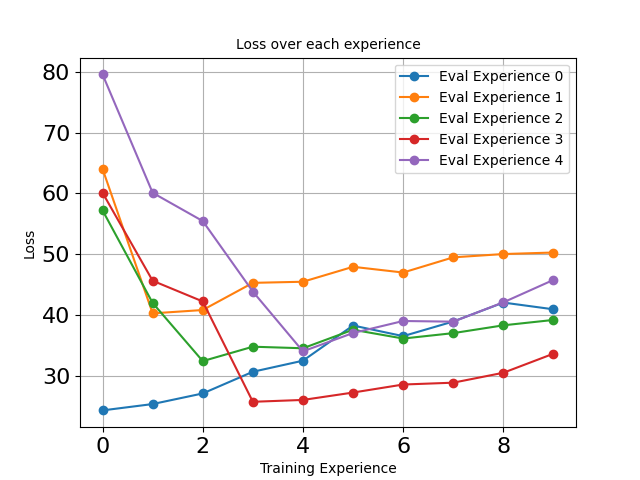 Loss over each experience
Eval Experience 0
Eval Experience 1
Eval Experience 2
Eval Experience 3
Eval Experience 4
80
70
60
50
40
30
Loss
0 2 4 6 8
Training Experience